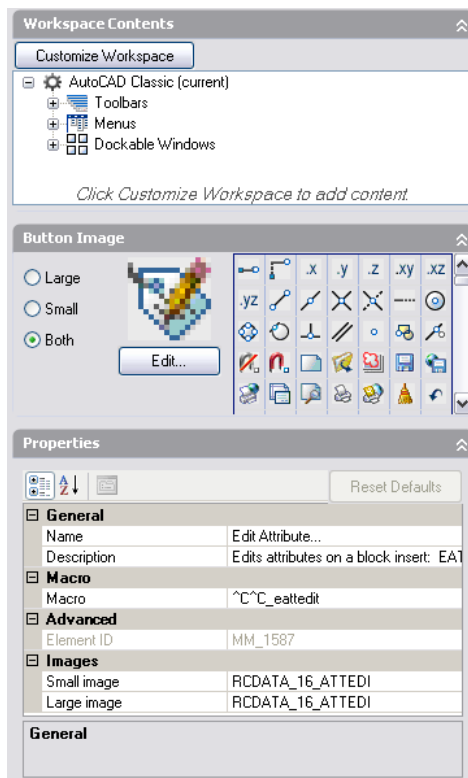 Workspace Contents
Customize Workspace
AutoCAD Classic (current)
Toolbars
Menus
Dockable Windows
Click Customize Workspace to add content.
Button Image
Large
Small
Both
Edit...
.x .y .z .xy .xz
.yz
Properties
Reset Defaults
General
Name Edit Attribute...
Description Edits attributes on a block insert: EAT
Macro
Macro ^C^C_eattedit
Advanced
Element ID MM_1587
Images
Small image RCDATA_16_ATTEDI
Large image RCDATA_16_ATTEDI
General